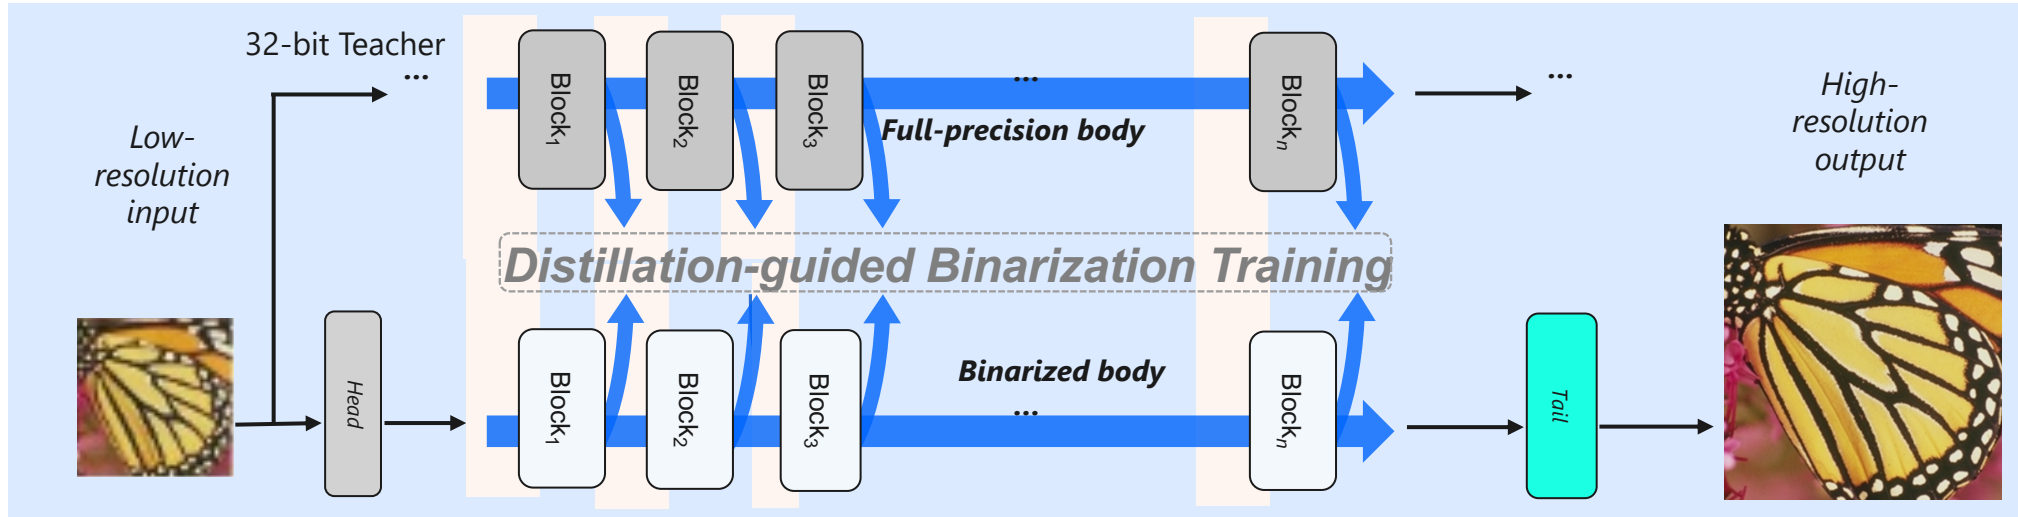 32-bit Teacher
...
Low-
resolution
input
Block1
Block2
Block3
...
Blockn
...
Full-precision body
High-
resolution
output
Distillation-guided Binarization Training
Head
Block1
Block2
Block3
Binarized body
...
Blockn
Tail